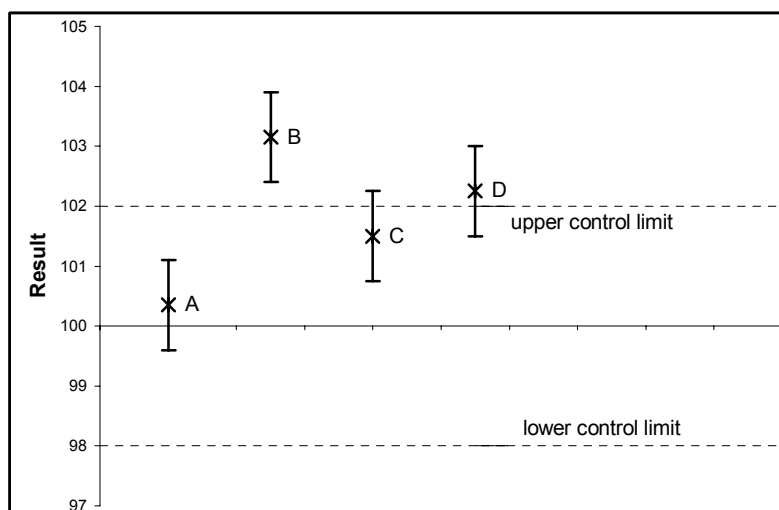 105
104
103
102
101
100
99
98
97
Result
A
B
C
D
upper control limit
lower control limit